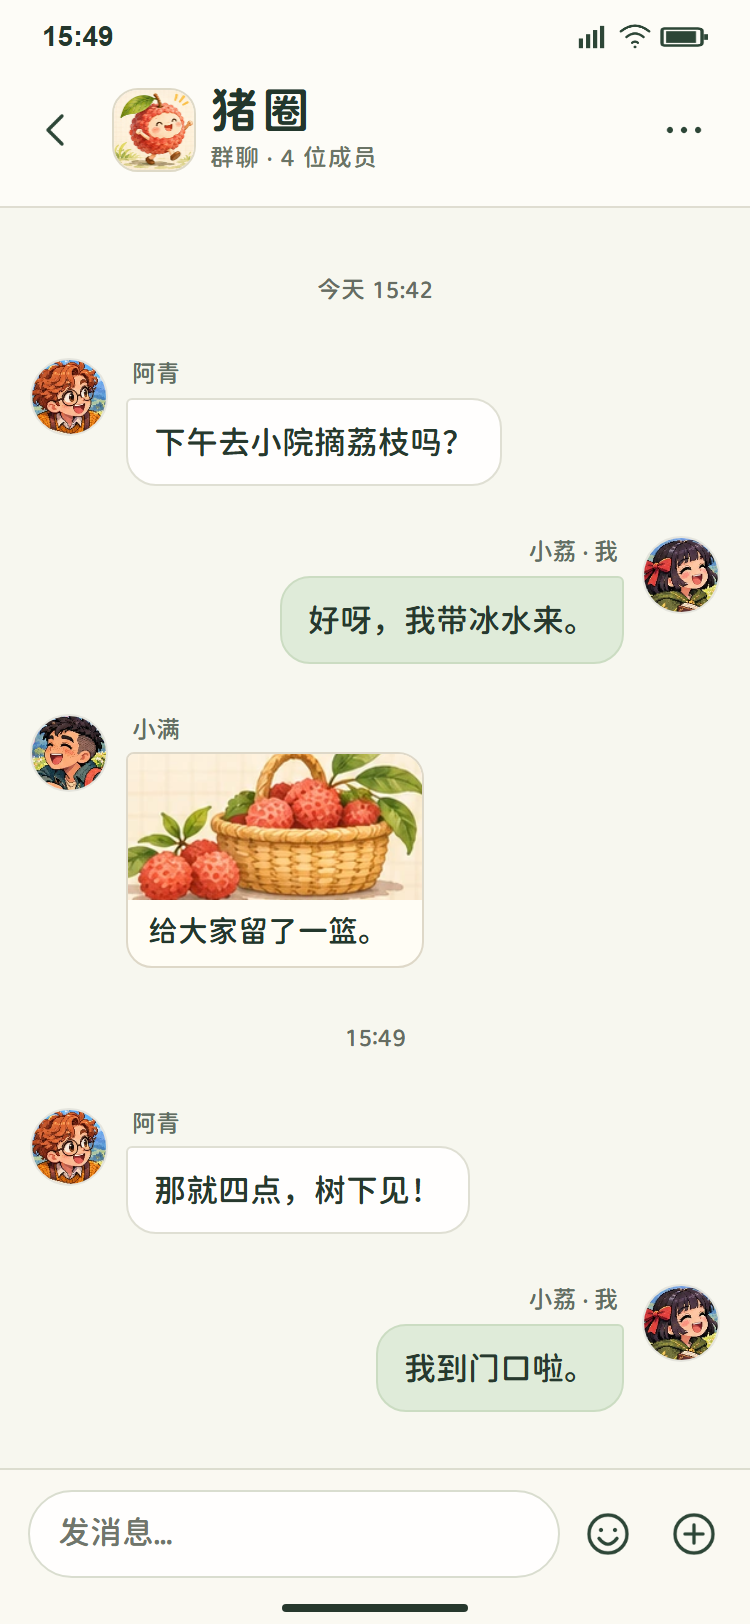 15:49
猪圈
群聊 · 4 位成员
今天 15:42
阿青
下午去小院摘荔枝吗？
小荔 · 我
好呀，我带冰水来。
小满
给大家留了一篮。
15:49
阿青
那就四点，树下见！
小荔 · 我
我到门口啦。
发消息...